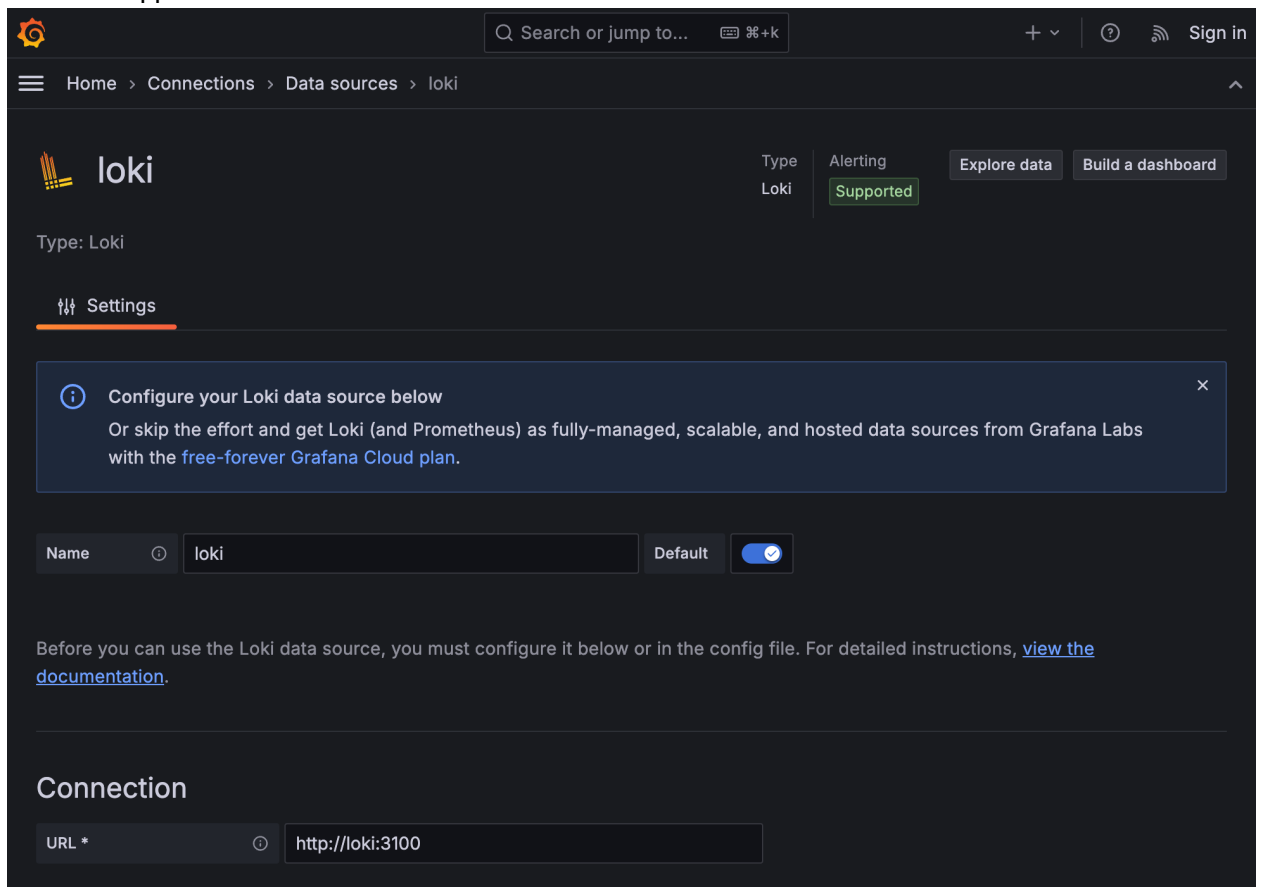 Search or jump to... ⌘+k Sign in
Home › Connections › Data sources › loki
loki
Type Alerting Explore data Build a dashboard
Loki Supported
Type: Loki
Settings
Configure your Loki data source below
Or skip the effort and get Loki (and Prometheus) as fully-managed, scalable, and hosted data sources from Grafana Labs
with the free-forever Grafana Cloud plan.
Name loki Default
Before you can use the Loki data source, you must configure it below or in the config file. For detailed instructions, view the
documentation.
Connection
URL * http://loki:3100